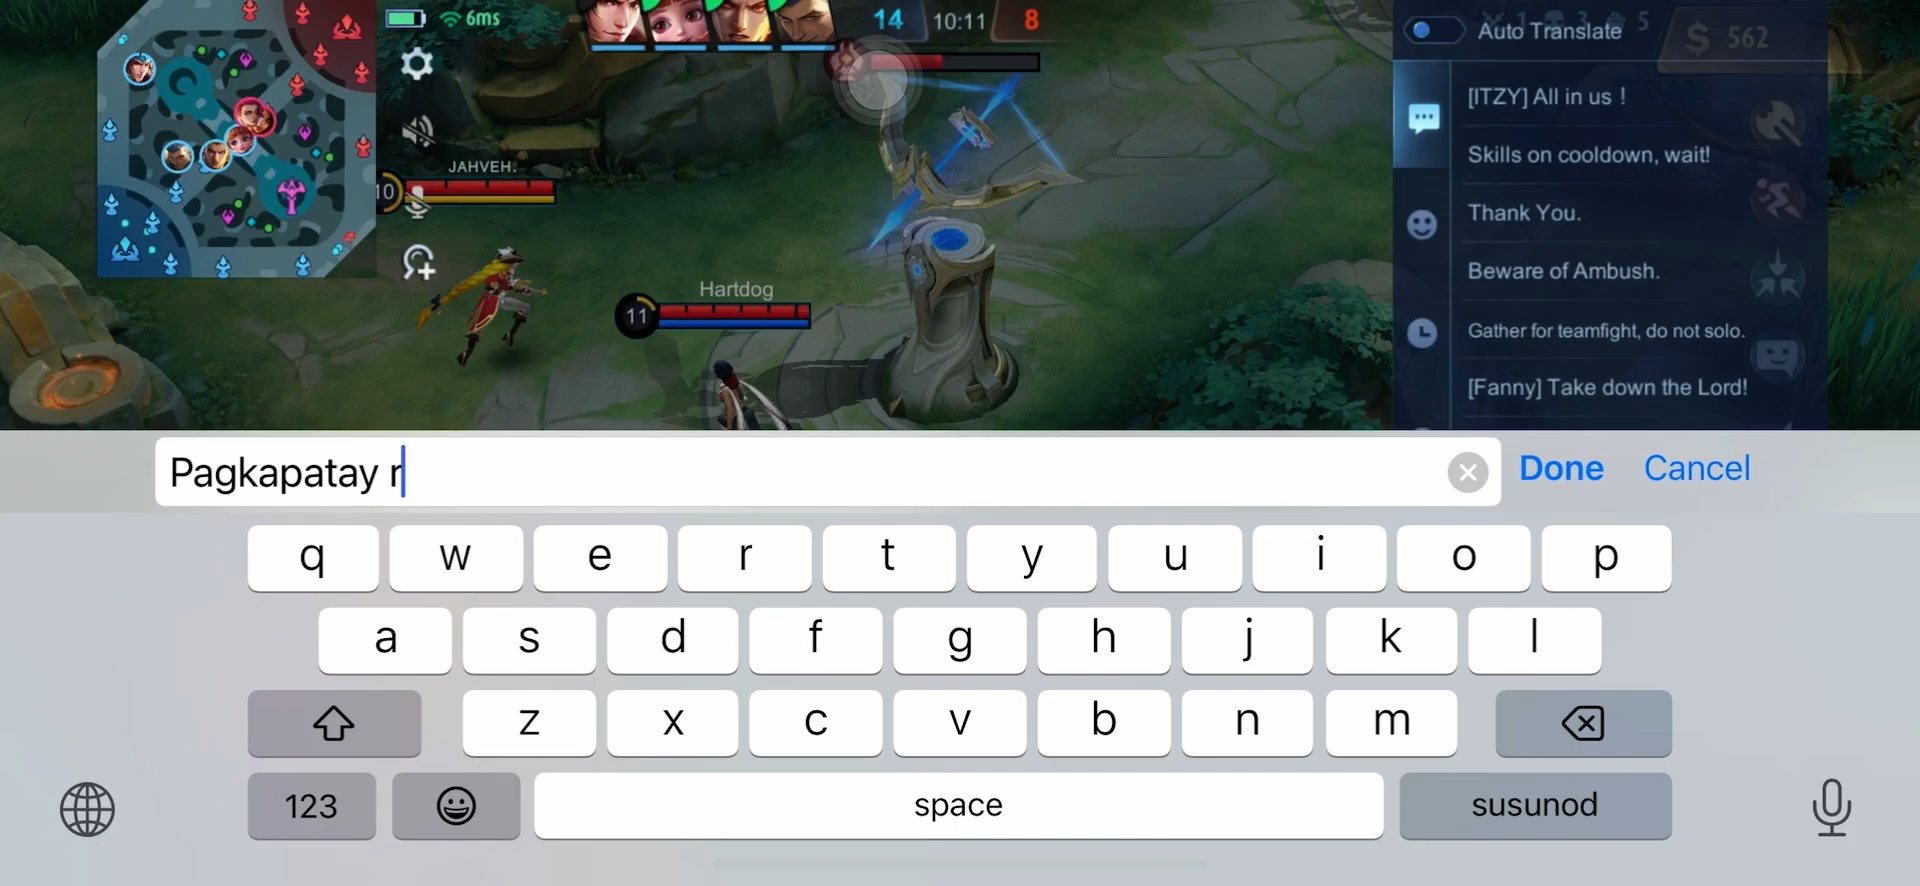 6ms
14 10:11 8
Auto Translate
5
$ 562
[ITZY] All in us !
Skills on cooldown, wait!
Thank You.
Beware of Ambush.
Gather for teamfight, do not solo.
[Fanny] Take down the Lord!
JAHVEH.
10
Hartdog
11
Pagkapatay r
Done Cancel
q w e r t y u i o p
a s d f g h j k l
z x c v b n m
123 space susunod